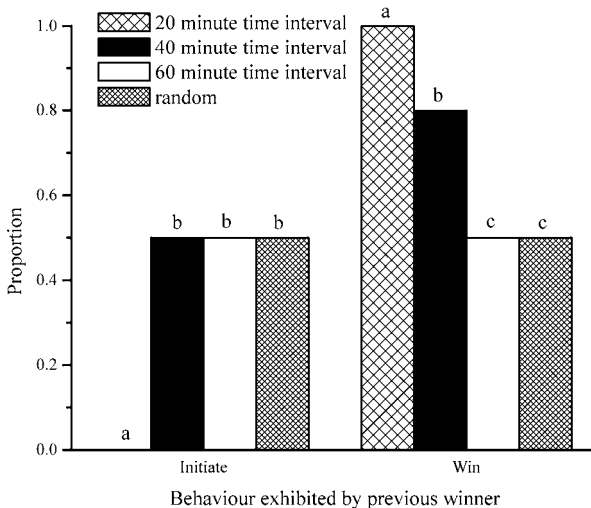 20 minute time interval
40 minute time interval
60 minute time interval
random
Proportion
1.0
0.8
0.6
0.4
0.2
0.0
a
b
b
b
a
b
c
c
Initiate
Win
Behaviour exhibited by previous winner